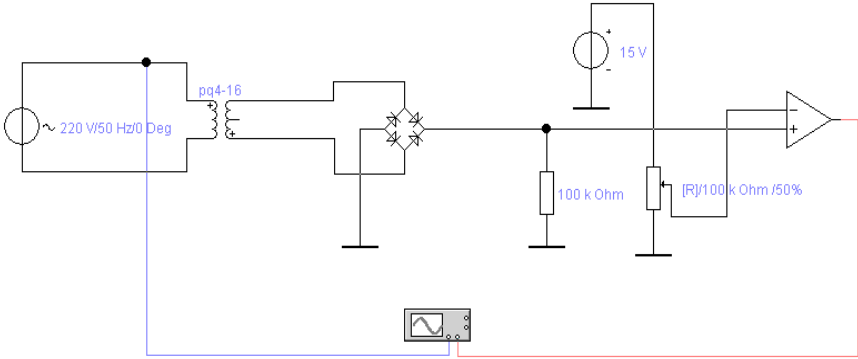 15 V
pq4-16
220 V/50 Hz/0 Deg
100 k Ohm
[R]/100 k Ohm /50%